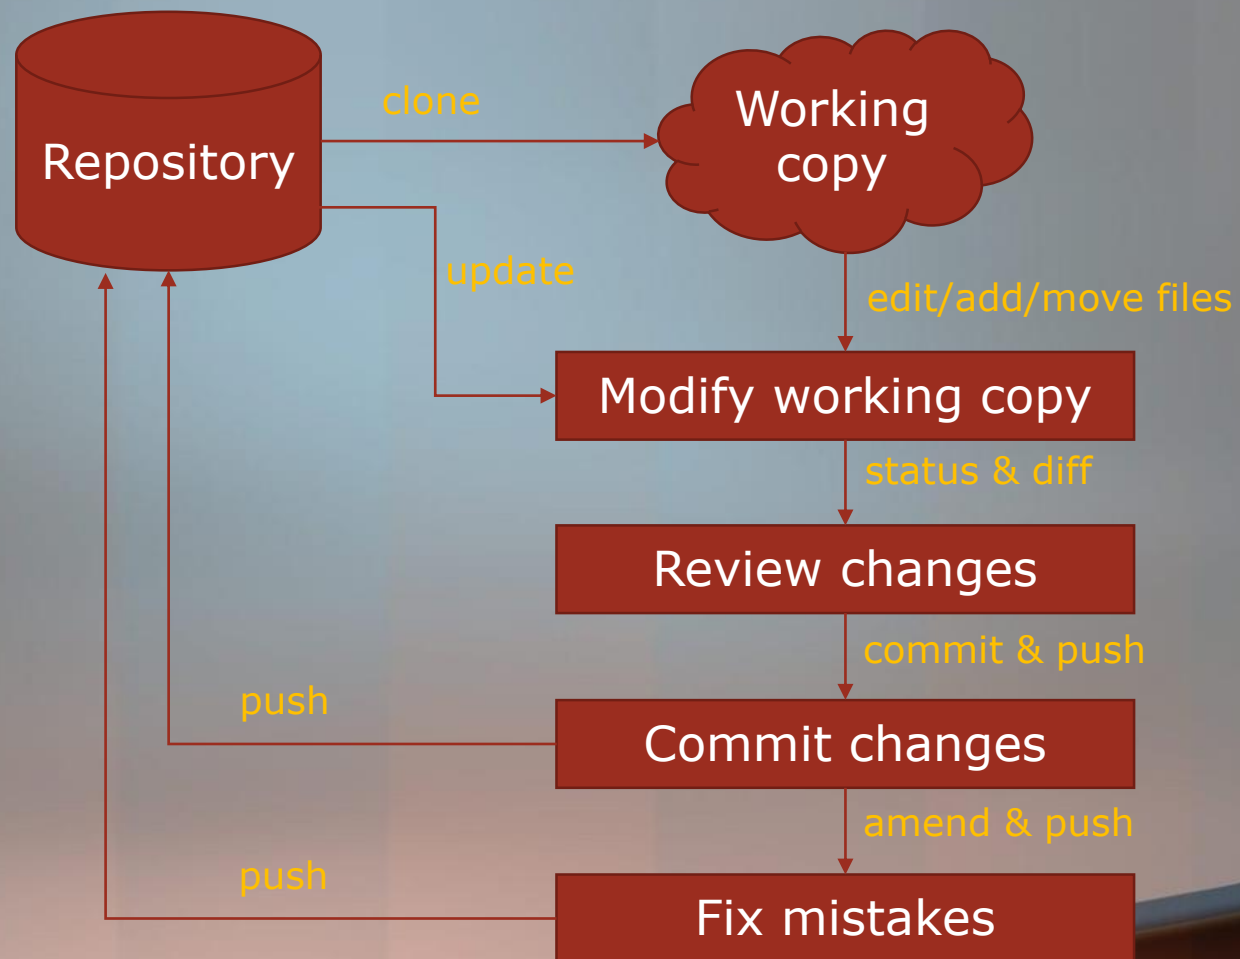 clone
Working
copy
Repository
update
edit/add/move files
Modify working copy
status & diff
Review changes
commit & push
push
Commit changes
amend & push
push
Fix mistakes